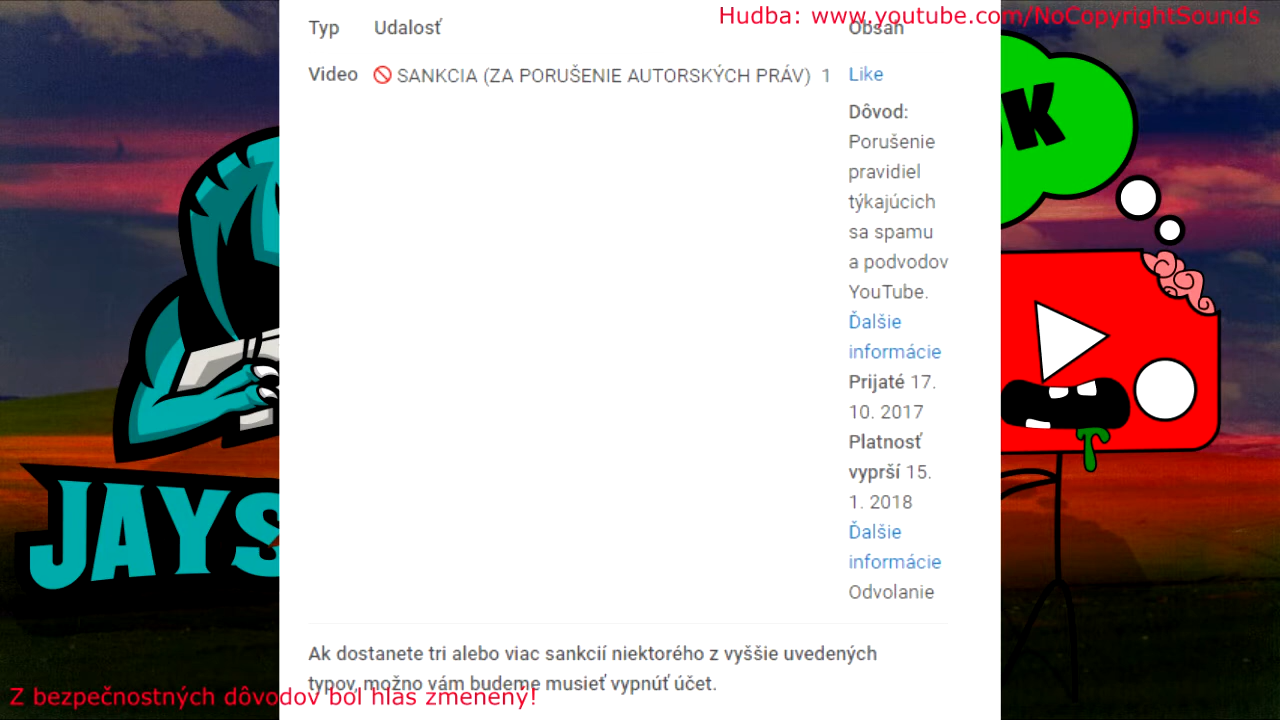 Hudba: www.youtube.com/NoCopyrightSounds
Typ Udalosť Obsah
Video SANKCIA (ZA PORUŠENIE AUTORSKÝCH PRÁV) 1 Like
Dôvod:
Porušenie
pravidiel
týkajúcich
sa spamu
a podvodov
YouTube.
Ďalšie
informácie
Prijaté 17.
10. 2017
Platnosť
vyprší 15.
1. 2018
Ďalšie
informácie
Odvolanie
Ak dostanete tri alebo viac sankcií niektorého z vyššie uvedených
typov, možno vám budeme musieť vypnúť účet.
Z bezpečnostných dôvodov bol hlas zmenený!